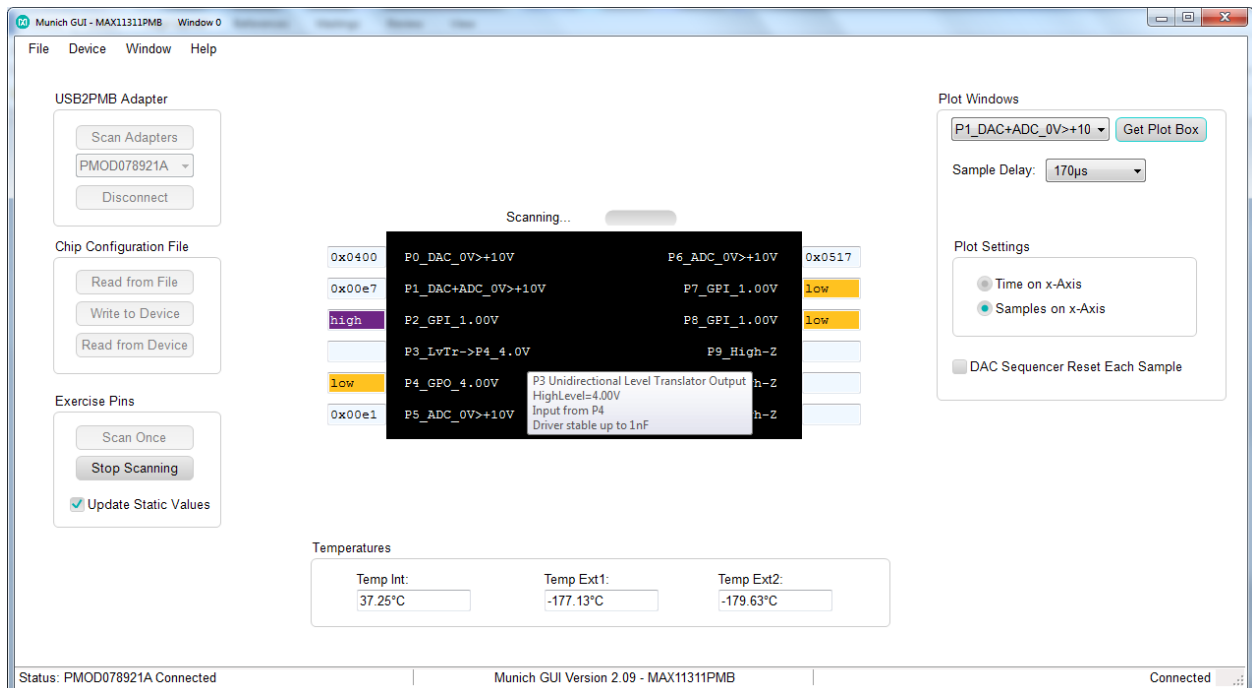 Munich GUI - MAX11311PMB Window 0
File Device Window Help
USB2PMB Adapter
Scan Adapters
PMOD078921A
Disconnect
Chip Configuration File
Read from File
Write to Device
Read from Device
Exercise Pins
Scan Once
Stop Scanning
Update Static Values
Scanning...
0x0400 P0_DAC_0V>+10V P6_ADC_0V>+10V 0x0517
0x00e7 P1_DAC+ADC_0V>+10V P7_GPI_1.00V low
high P2_GPI_1.00V P8_GPI_1.00V low
P3_LvTr->P4_4.0V P9_High-Z
low P4_GPO_4.00V h-Z
0x00e1 P5_ADC_0V>+10V h-Z
P3 Unidirectional Level Translator Output
HighLevel=4.00V
Input from P4
Driver stable up to 1nF
Temperatures
Temp Int: Temp Ext1: Temp Ext2:
37.25°C -177.13°C -179.63°C
Plot Windows
P1_DAC+ADC_0V>+10 Get Plot Box
Sample Delay: 170µs
Plot Settings
Time on x-Axis
Samples on x-Axis
DAC Sequencer Reset Each Sample
Status: PMOD078921A Connected Munich GUI Version 2.09 - MAX11311PMB Connected